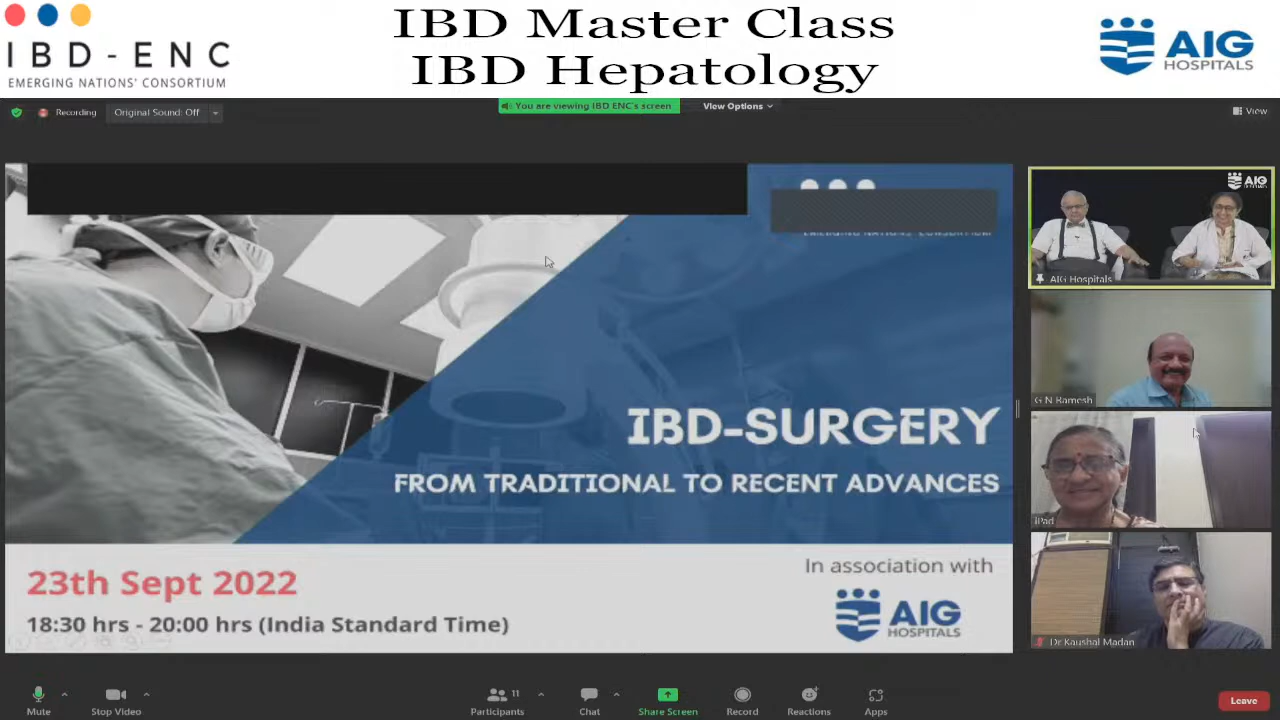 IBD-ENC
EMERGING NATIONS' CONSORTIUM
IBD Master Class
IBD Hepatology
AIG
HOSPITALS
Recording
Original Sound: Off
You are viewing IBD ENC's screen
View Options
View
AIG
AIG Hospitals
G N Ramesh
iPad
Dr Kaushal Madan
IBD-SURGERY
FROM TRADITIONAL TO RECENT ADVANCES
23th Sept 2022
18:30 hrs - 20:00 hrs (India Standard Time)
In association with
AIG
HOSPITALS
Mute
Stop Video
Participants
11
Chat
Share Screen
Record
Reactions
Apps
Leave